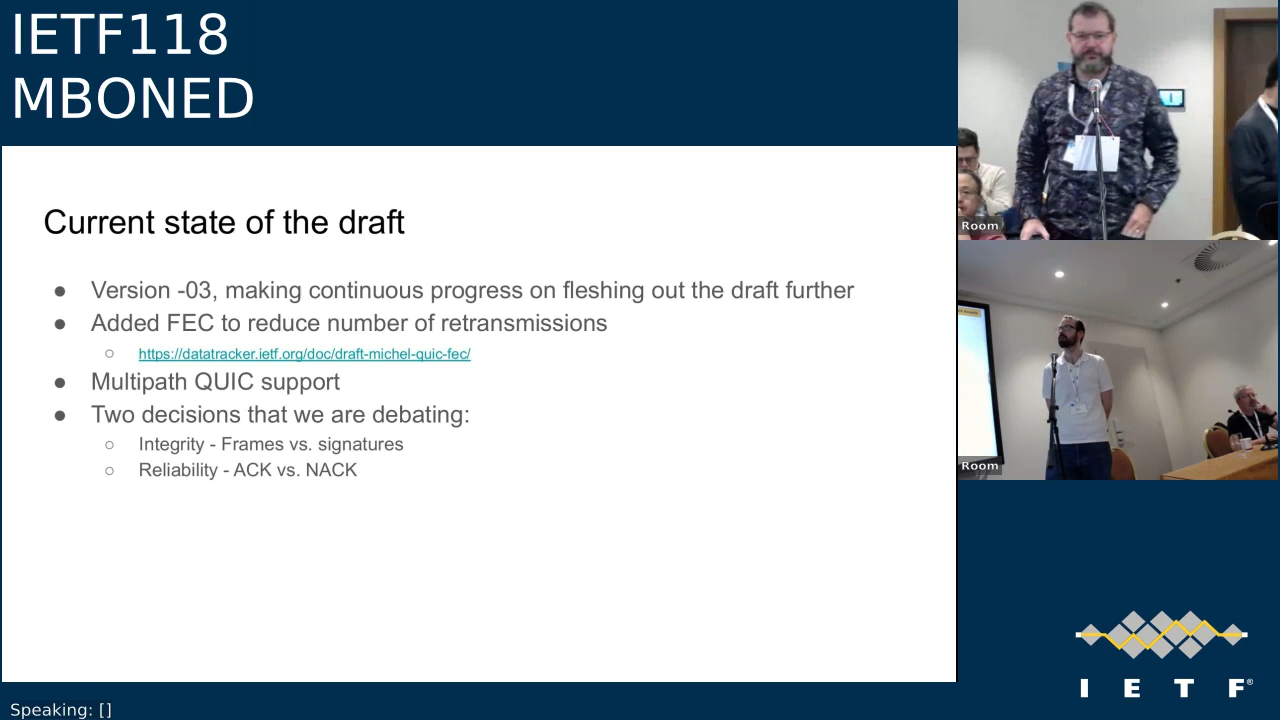 IETF118
MBONED
Current state of the draft
● Version -03, making continuous progress on fleshing out the draft further
● Added FEC to reduce number of retransmissions
○ https://datatracker.ietf.org/doc/draft-michel-quic-fec/
● Multipath QUIC support
● Two decisions that we are debating:
○ Integrity - Frames vs. signatures
○ Reliability - ACK vs. NACK
Room
Room
I E T F®
Speaking: []